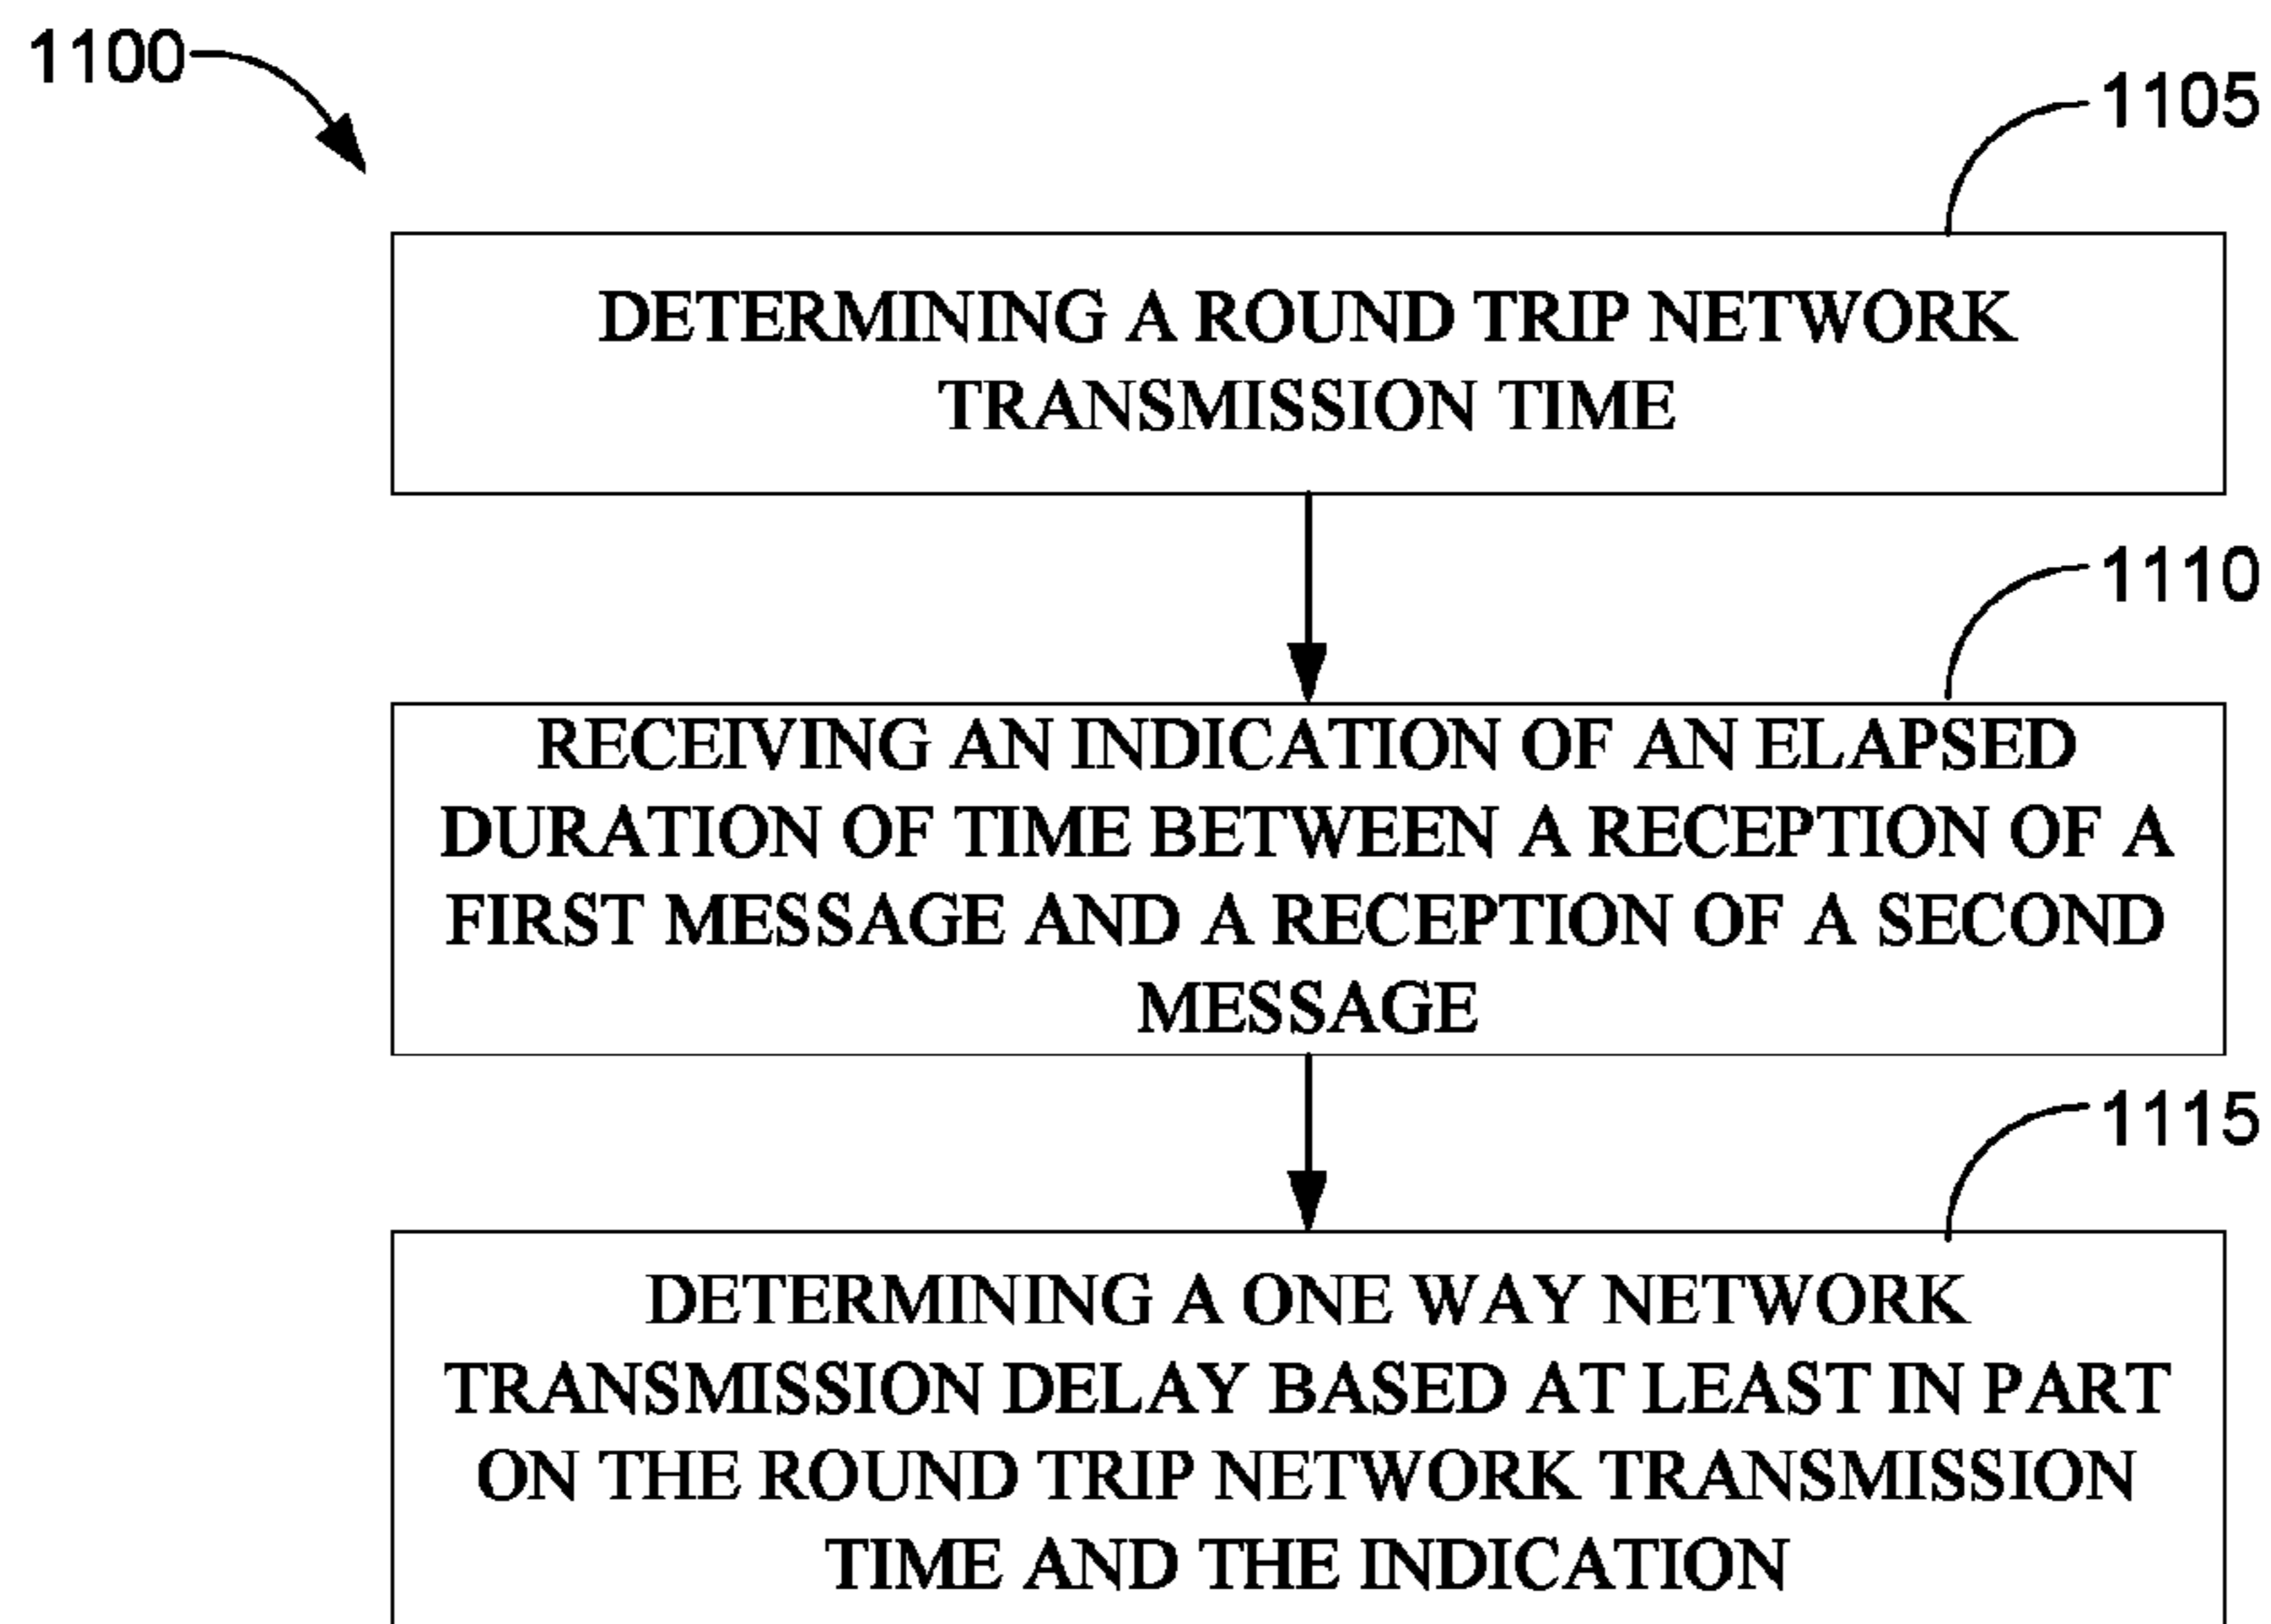 1100
1105
DETERMINING A ROUND TRIP NETWORK
TRANSMISSION TIME
1110
RECEIVING AN INDICATION OF AN ELAPSED
DURATION OF TIME BETWEEN A RECEPTION OF A
FIRST MESSAGE AND A RECEPTION OF A SECOND
MESSAGE
1115
DETERMINING A ONE WAY NETWORK
TRANSMISSION DELAY BASED AT LEAST IN PART
ON THE ROUND TRIP NETWORK TRANSMISSION
TIME AND THE INDICATION